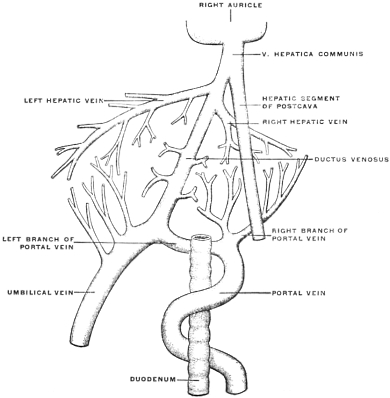 RIGHT AURICLE
V. HEPATICA COMMUNIS
LEFT HEPATIC VEIN
HEPATIC SEGMENT
OF POSTCAVA
RIGHT HEPATIC VEIN
DUCTUS VENOSUS
LEFT BRANCH OF
PORTAL VEIN
RIGHT BRANCH OF
PORTAL VEIN
UMBILICAL VEIN
PORTAL VEIN
DUODENUM